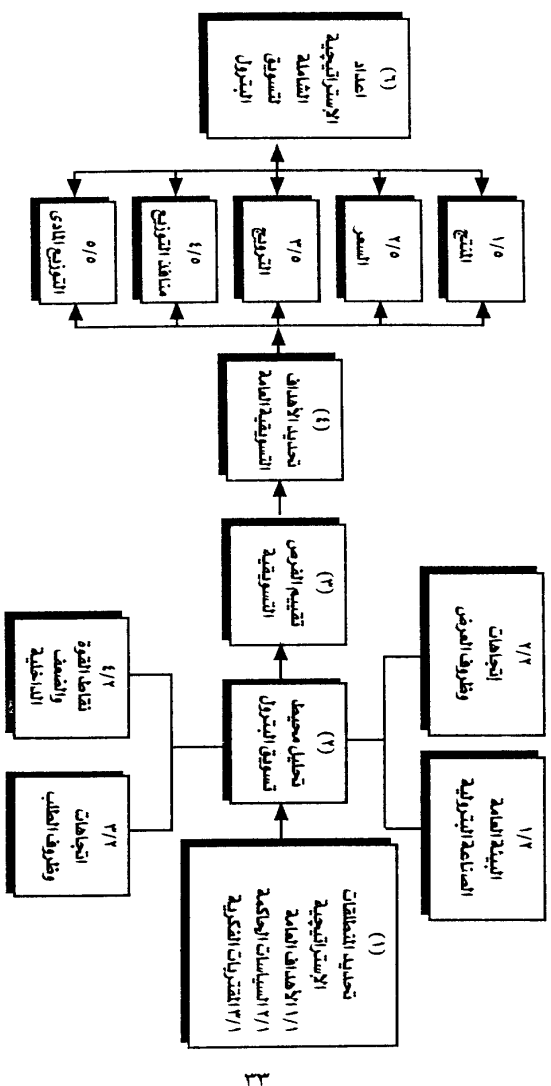 (١)
تحديد المنطلقات
الإستراتيجية
١/١ الأهداف العامة
٢/١ السياسات الحاكمة
٣/١ المقتربات الفكرية
١/٢
البيئة العامة
الصناعة البترولية
٢/٢
إتجاهات
وظروف العرض
(٢)
تحليل محيط
تسويق البترول
٣/٢
اتجاهات
وظروف الطلب
٤/٢
نقاط القوة
والضعف
الداخلية
(٣)
تقييم الفرص
التسويقية
(٤)
تحديد الأهداف
التسويقية العامة
١/٥
المنتج
٢/٥
السعر
٣/٥
الترويج
٤/٥
منافذ التوزيع
٥/٥
التوزيع المادى
(٦)
اعداد
الإستراتيجية
الشاملة
لتسويق
البترول
٤٣